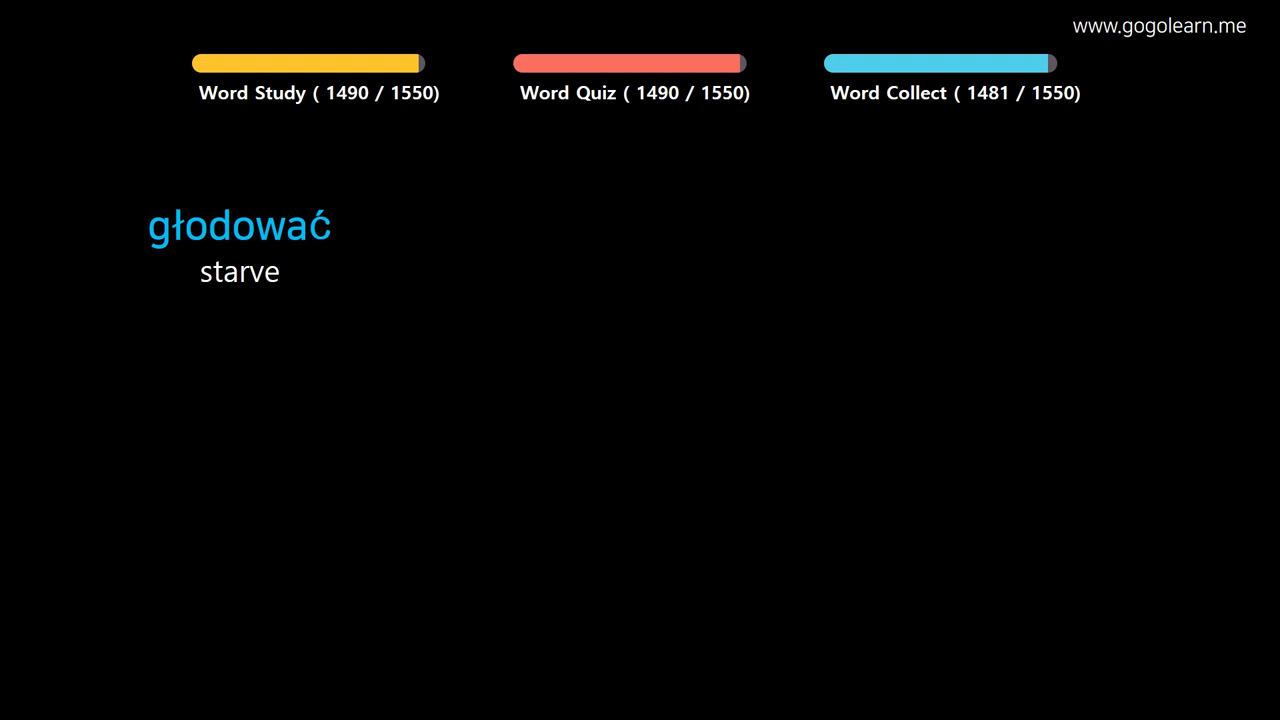 www.gogolearn.me
Word Study ( 1490 / 1550)
Word Quiz ( 1490 / 1550)
Word Collect ( 1481 / 1550)
głodować
starve